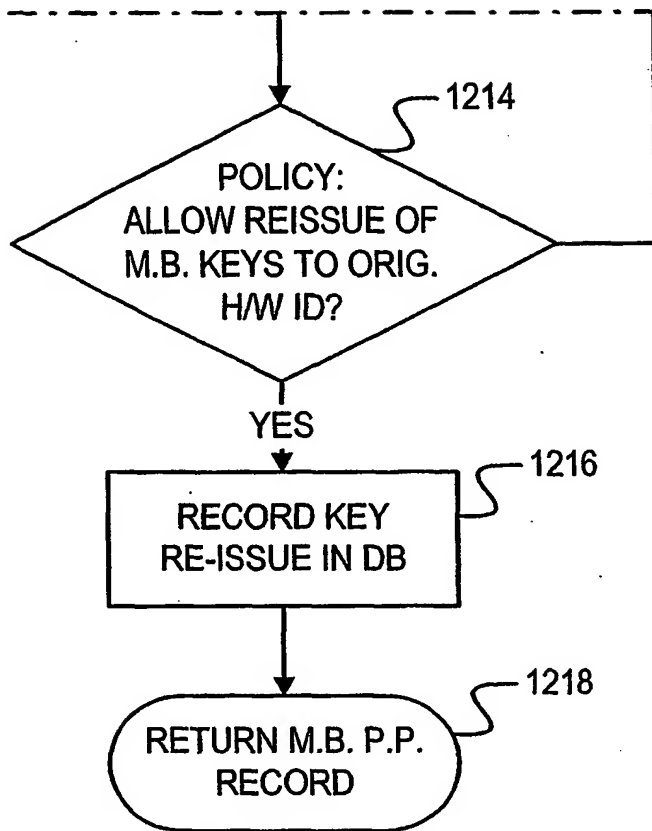 1214
POLICY:
ALLOW REISSUE OF
M.B. KEYS TO ORIG.
H/W ID?
YES
1216
RECORD KEY
RE-ISSUE IN DB
1218
RETURN M.B. P.P.
RECORD